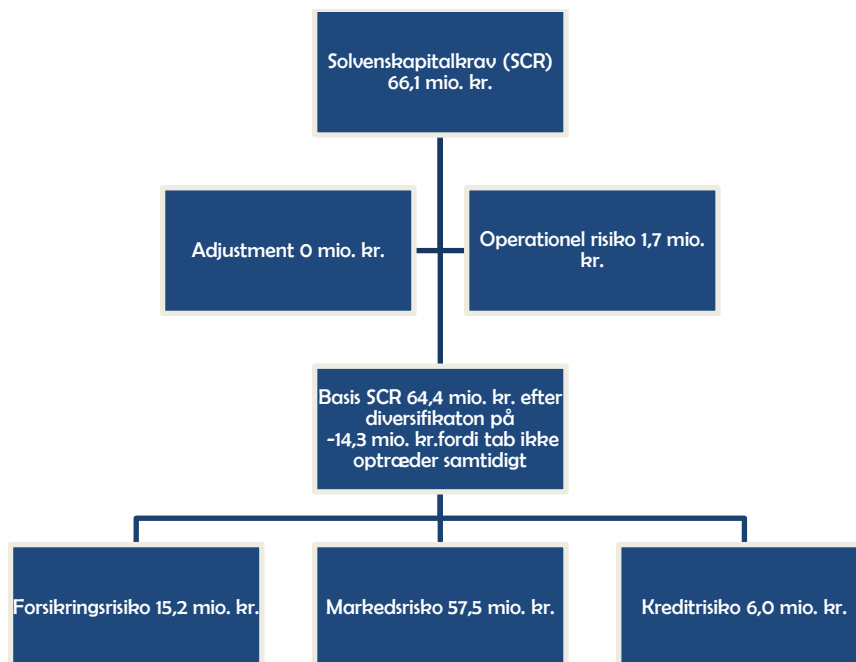 Solvenskapitalkrav (SCR)
66,1 mio. kr.
Adjustment 0 mio. kr.
Operationel risiko 1,7 mio.
kr.
Basis SCR 64,4 mio. kr. efter
diversifikaton på
-14,3 mio. kr.fordi tab ikke
optræder samtidigt
Forsikringsrisiko 15,2 mio. kr.
Markedsrisko 57,5 mio. kr.
Kreditrisiko 6,0 mio. kr.